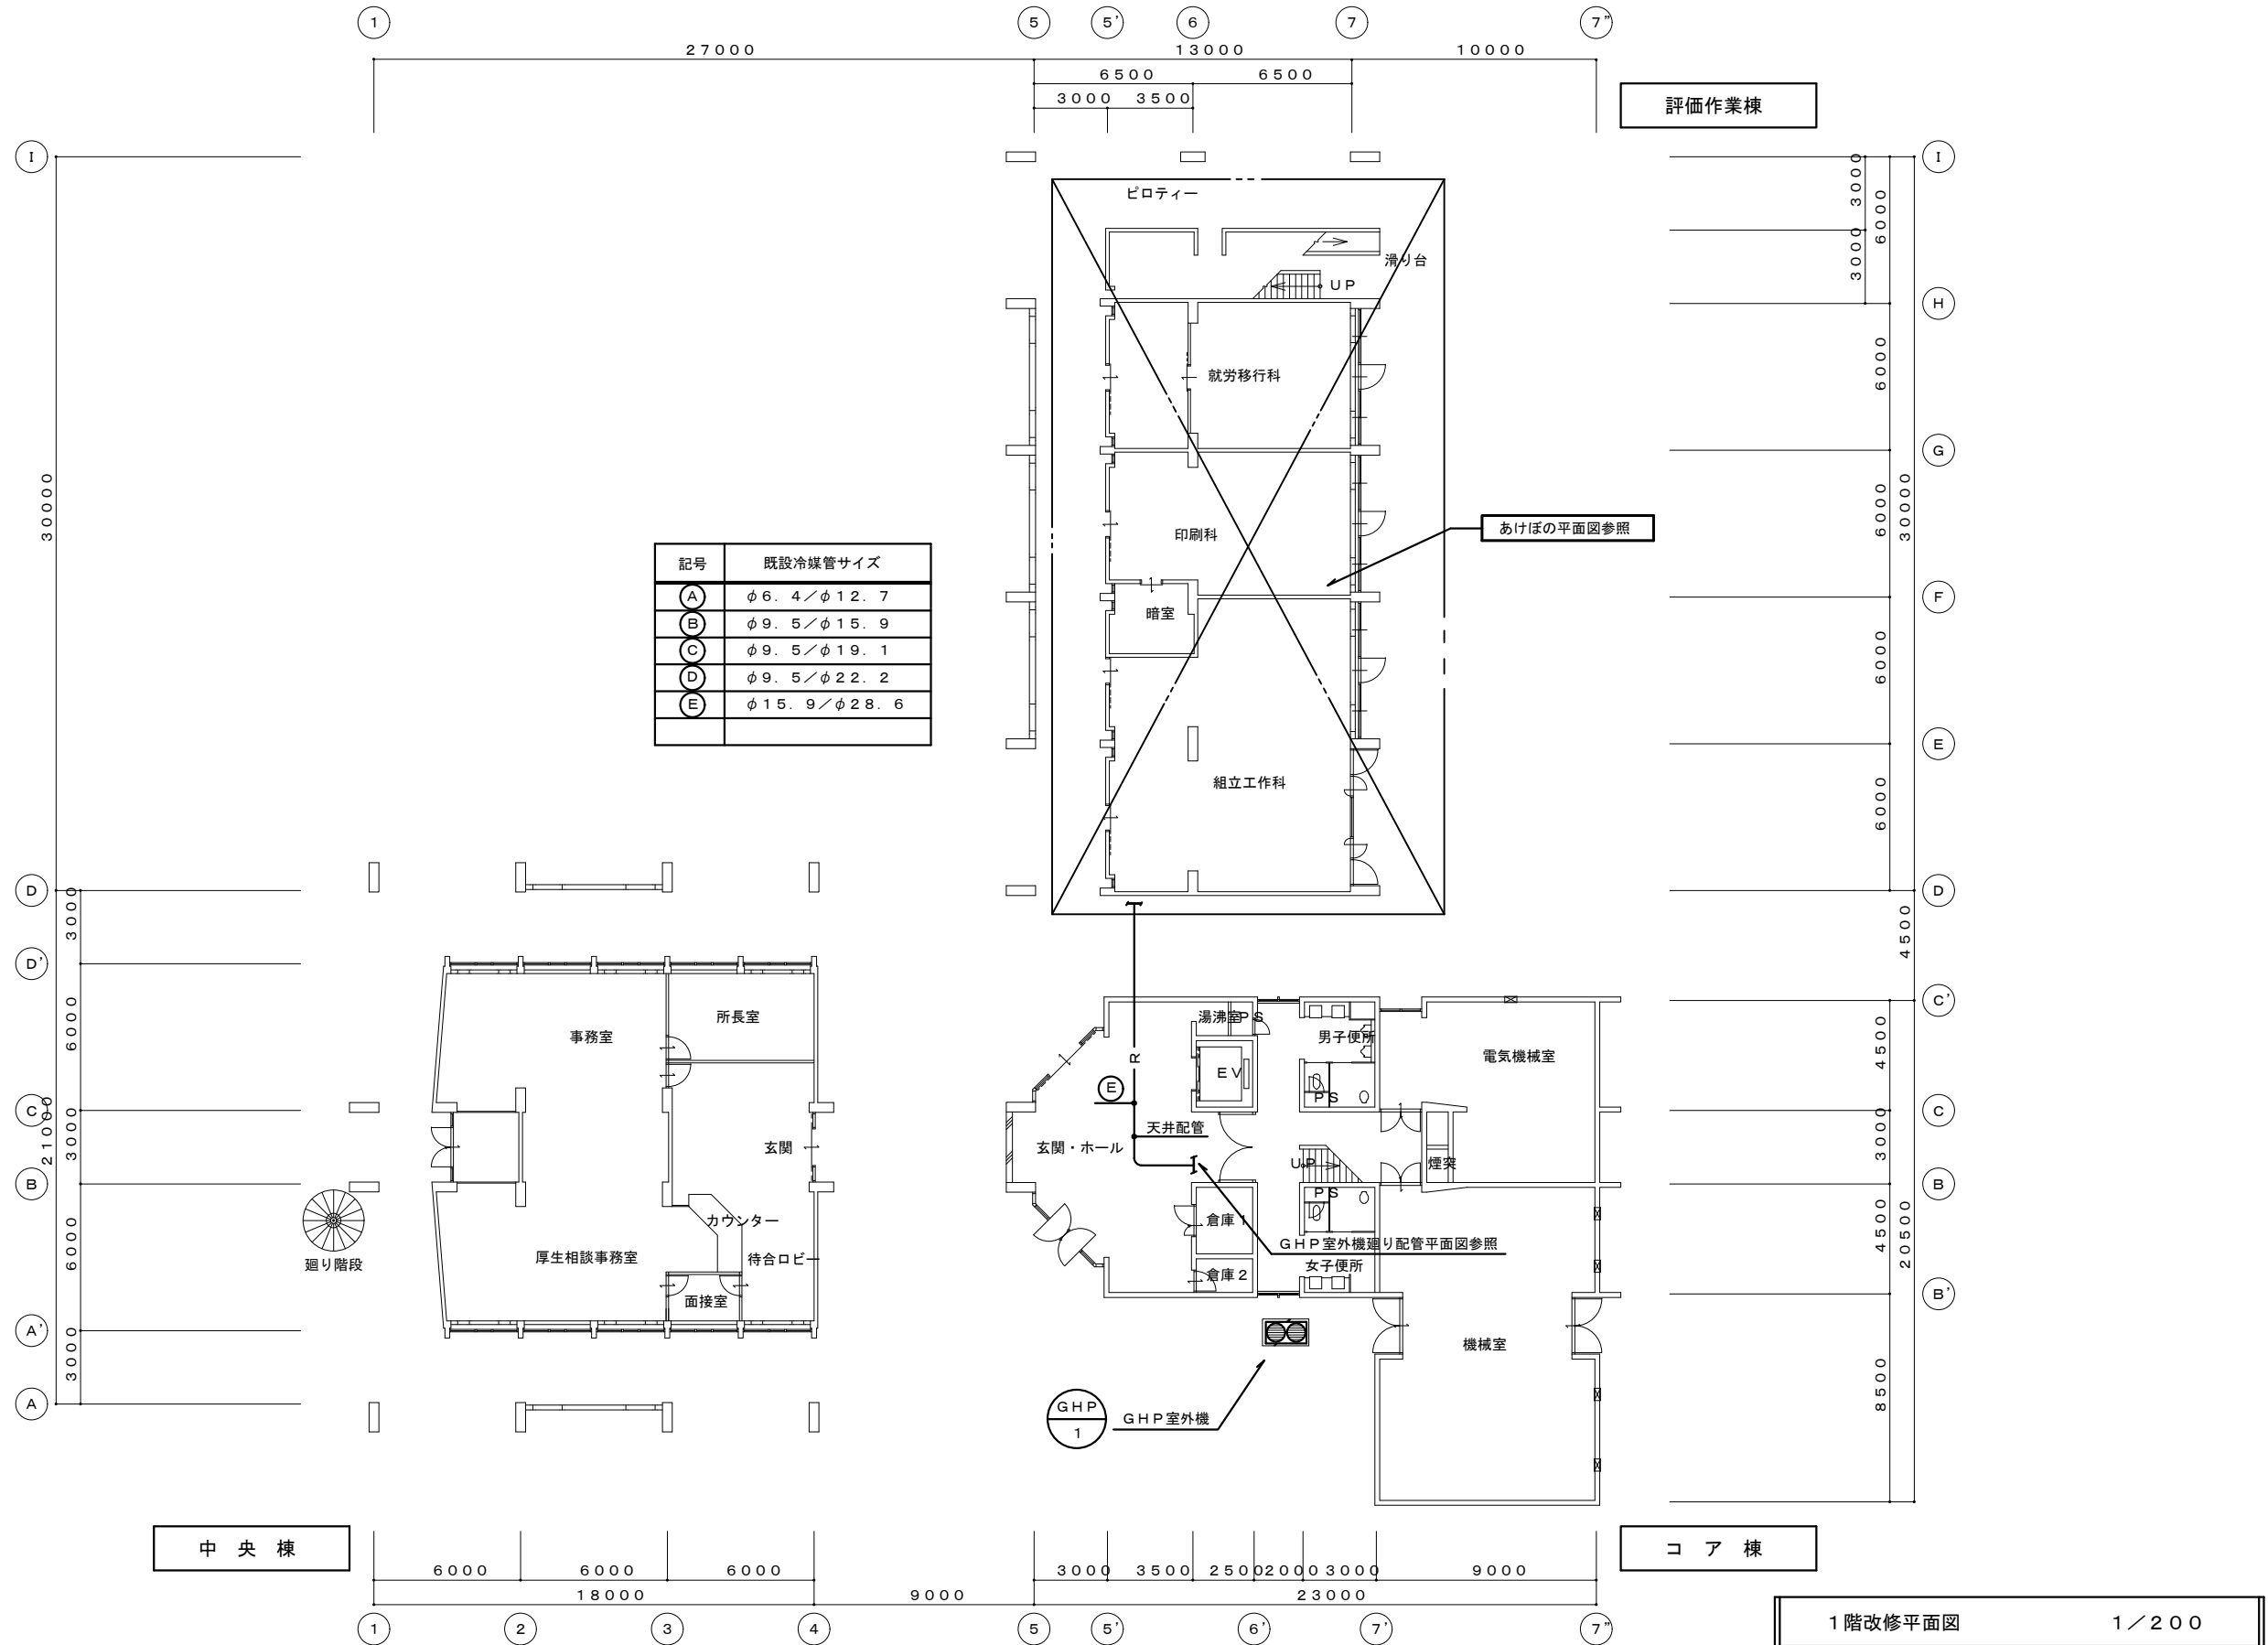 1 5 5' 6 7 7"
27000 13000 10000
6500 6500
3000 3500
評価作業棟
I I
ピロティー
3000
6000
3000
滑り台
UP
H
就労移行科
6000
G
30000
印刷科
あけぼの平面図参照
6000
30000
記号 既設冷媒管サイズ
A φ6.4/φ12.7
B φ9.5/φ15.9
C φ9.5/φ19.1
D φ9.5/φ22.2
E φ15.9/φ28.6
F
暗室
6000
E
組立工作科
6000
D D
3000
4500
D'
C'
6000
事務室 所長室
湯沸室 PS
男子便所
電気機械室
4500
R
EV
E
PS
C C
21000
3000
玄関
玄関・ホール
天井配管
煙突
3000
UP
B B
PS
カウンター
倉庫1
厚生相談事務室 待合ロビー
GHP室外機廻り配管平面図参照
廻り階段
6000
4500
20500
倉庫2
女子便所
面接室
B'
A'
機械室
3000
8500
A
GHP
1
GHP室外機
中央棟
コア棟
6000 6000 6000 3000 3500 2500 2000 3000 9000
18000 9000 23000
1 2 3 4 5 5' 6' 7' 7"
1階改修平面図 1/200